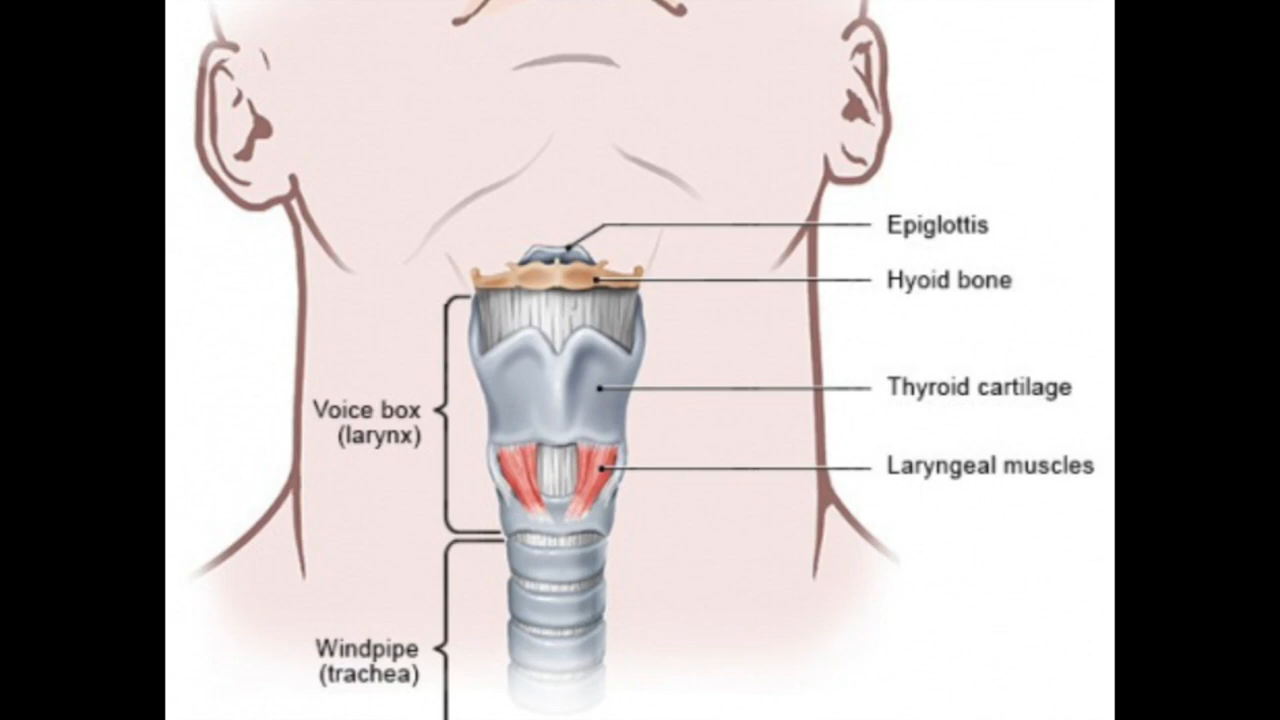 Epiglottis
Hyoid bone
Thyroid cartilage
Voice box
(larynx)
Laryngeal muscles
Windpipe
(trachea)